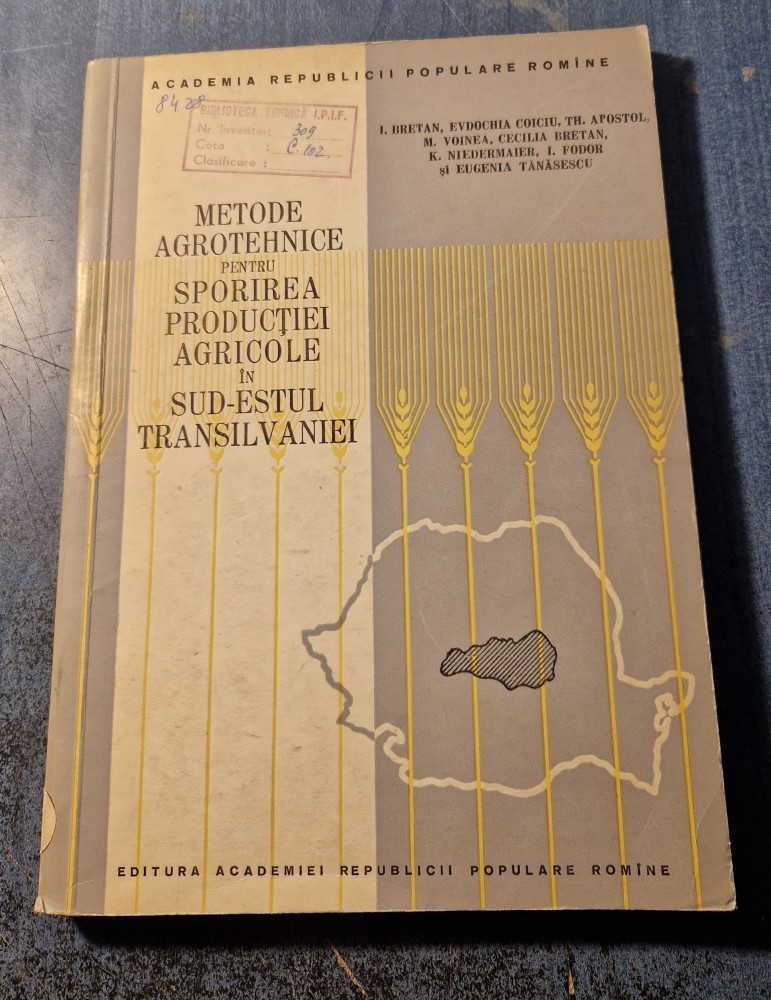 ACADEMIA REPUBLICII POPULARE ROMÎNE
8428
BIBLIOTECA TEHNICĂ I.P.I.F.
Nr. Inventar: 309
Cota : C.102.
Clasificare :
I. BRETAN, EVDOCHIA COICIU, TH. APOSTOL,
M. VOINEA, CECILIA BRETAN,
K. NIEDERMAIER, I. FODOR
și EUGENIA TĂNĂSESCU
METODE
AGROTEHNICE
PENTRU
SPORIREA
PRODUCȚIEI
AGRICOLE
ÎN
SUD-ESTUL
TRANSILVANIEI
EDITURA ACADEMIEI REPUBLICII POPULARE ROMÎNE